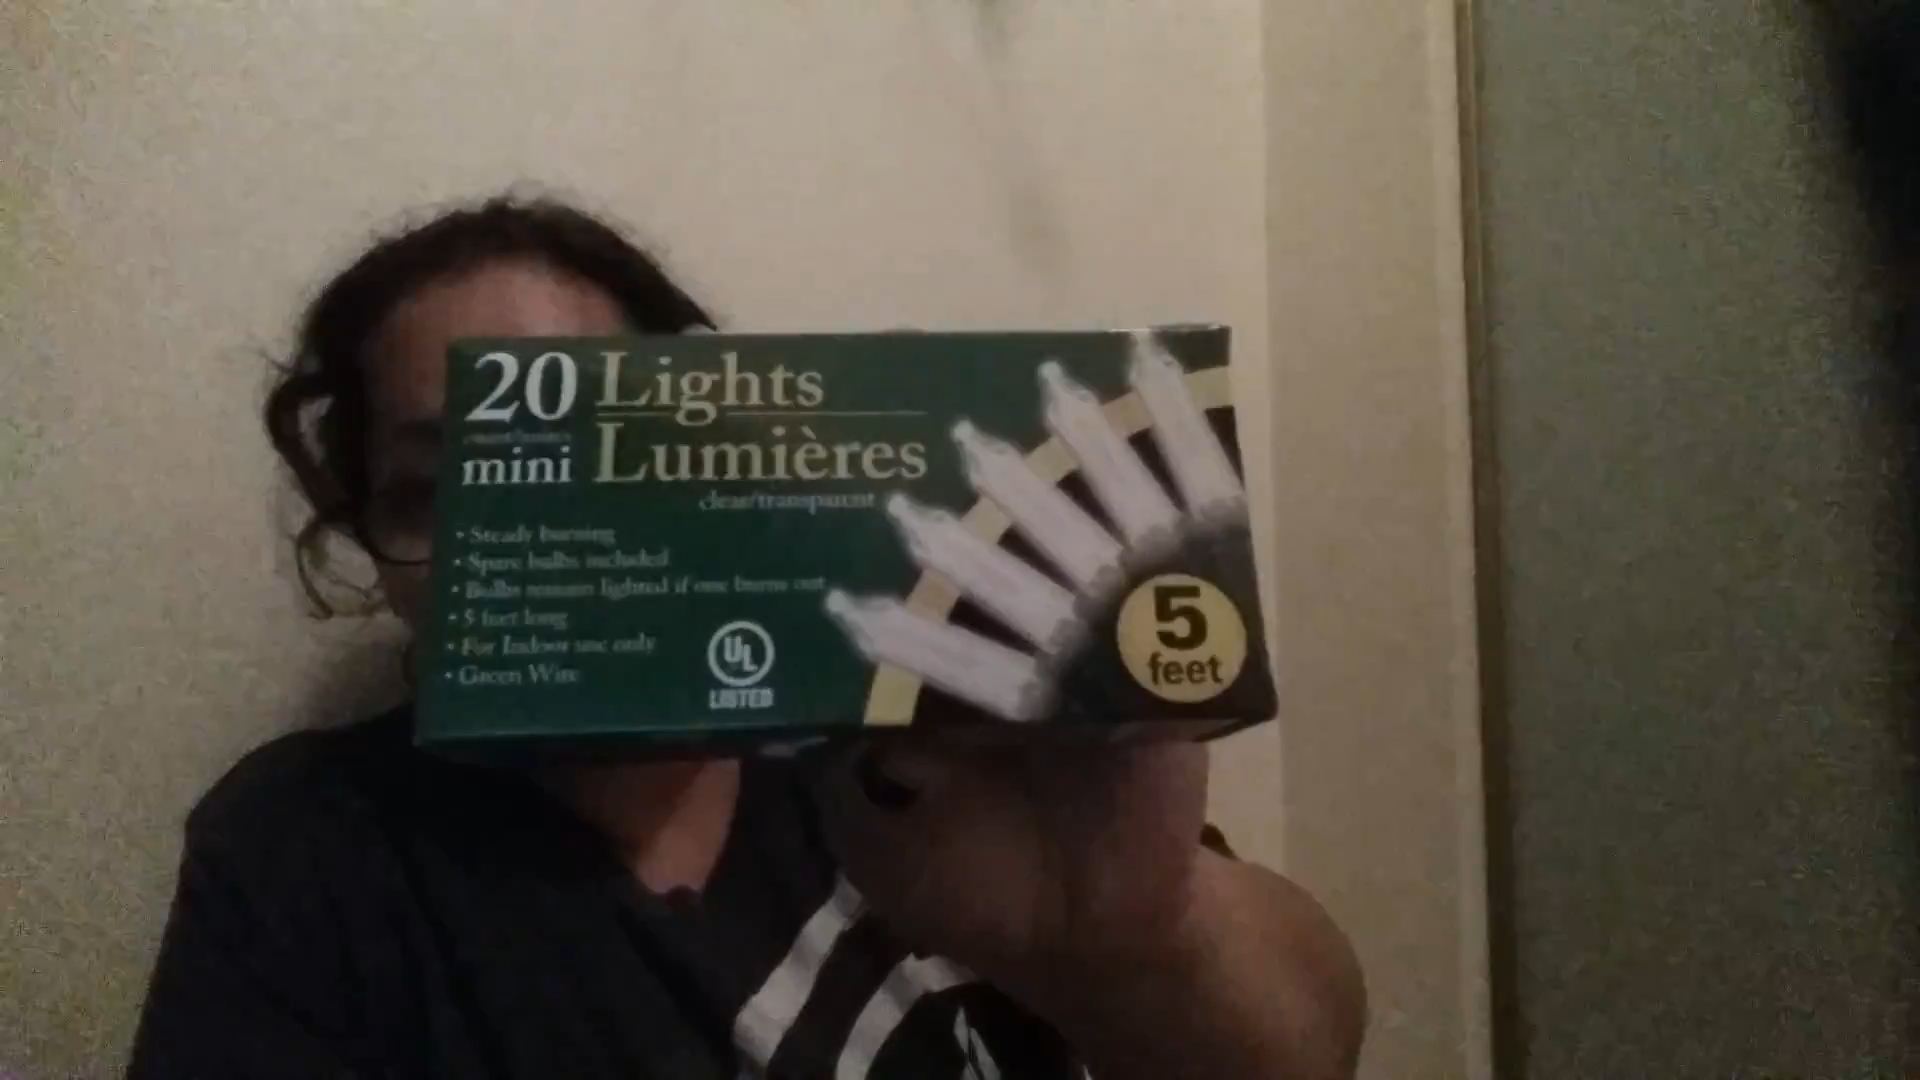 20 Lights
mini Lumières
clear/transparent
• Steady burning
• Spare bulbs included
• Bulbs remain lighted if one burns out
• 5 feet long
• For Indoor use only
• Green Wire
UL
LISTED
5
feet